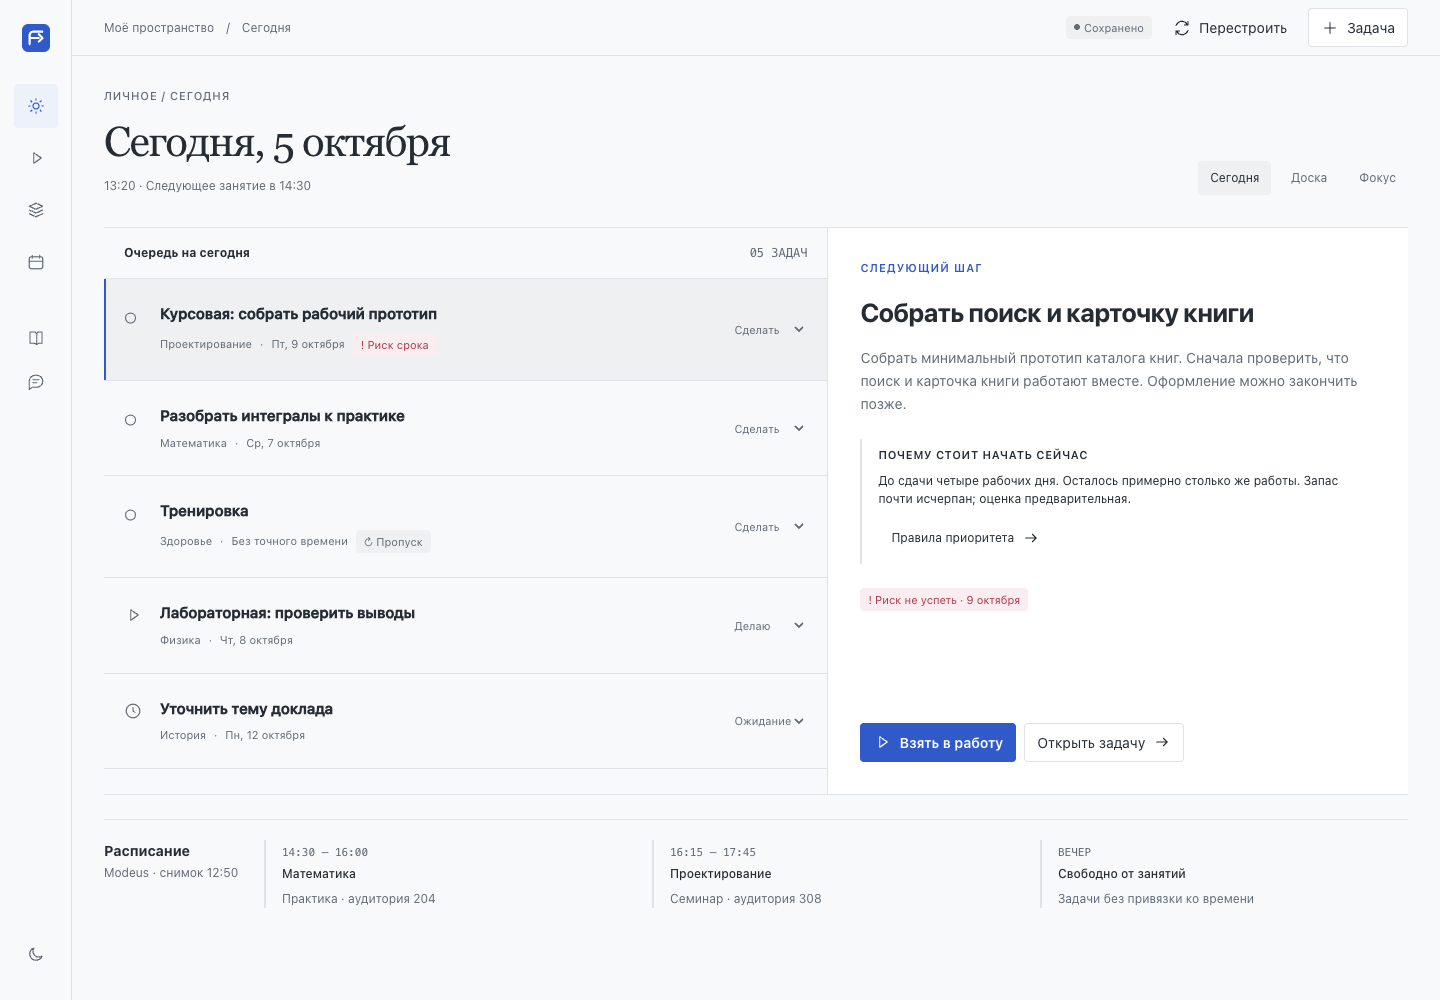 Моё пространство / Сегодня
Сохранено
Перестроить
Задача
ЛИЧНОЕ / СЕГОДНЯ
Сегодня, 5 октября
13:20 · Следующее занятие в 14:30
Сегодня
Доска
Фокус
Очередь на сегодня
05 ЗАДАЧ
Курсовая: собрать рабочий прототип
Проектирование · Пт, 9 октября ! Риск срока
Сделать
Разобрать интегралы к практике
Математика · Ср, 7 октября
Сделать
Тренировка
Здоровье · Без точного времени ↻ Пропуск
Сделать
Лабораторная: проверить выводы
Физика · Чт, 8 октября
Делаю
Уточнить тему доклада
История · Пн, 12 октября
Ожидание
СЛЕДУЮЩИЙ ШАГ
Собрать поиск и карточку книги
Собрать минимальный прототип каталога книг. Сначала проверить, что
поиск и карточка книги работают вместе. Оформление можно закончить
позже.
ПОЧЕМУ СТОИТ НАЧАТЬ СЕЙЧАС
До сдачи четыре рабочих дня. Осталось примерно столько же работы. Запас
почти исчерпан; оценка предварительная.
Правила приоритета →
! Риск не успеть · 9 октября
Взять в работу
Открыть задачу →
Расписание
Modeus · снимок 12:50
14:30 — 16:00
Математика
Практика · аудитория 204
16:15 — 17:45
Проектирование
Семинар · аудитория 308
ВЕЧЕР
Свободно от занятий
Задачи без привязки ко времени